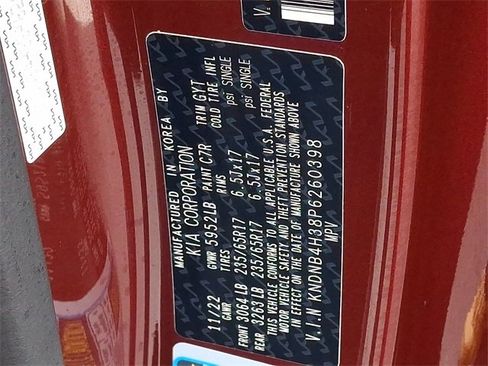 MANUFACTURED IN KOREA BY
KIA CORPORATION
11/22 GVWR 5952LB PAINT C7R TRIM GYT
GAWR TIRES RIMS COLD TIRE INFL
FRONT 3064 LB 235/65R17 6.5Jx17 psi SINGLE
REAR 3263 LB 235/65R17 6.5Jx17 psi SINGLE
THIS VEHICLE CONFORMS TO ALL APPLICABLE U.S.A. FEDERAL
MOTOR VEHICLE SAFETY AND THEFT PREVENTION STANDARDS
IN EFFECT ON THE DATE OF MANUFACTURE SHOWN ABOVE
MPV
V.I.N KNDNB4H38P6260398